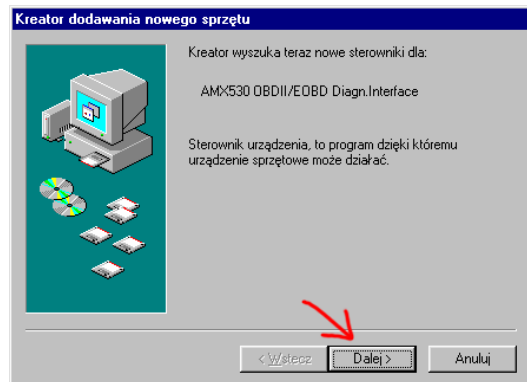 Kreator dodawania nowego sprzętu
Kreator wyszuka teraz nowe sterowniki dla:
AMX530 OBDII/EOBD Diagn.Interface
Sterownik urządzenia, to program dzięki któremu
urządzenie sprzętowe może działać.
< Wstecz
Dalej >
Anuluj